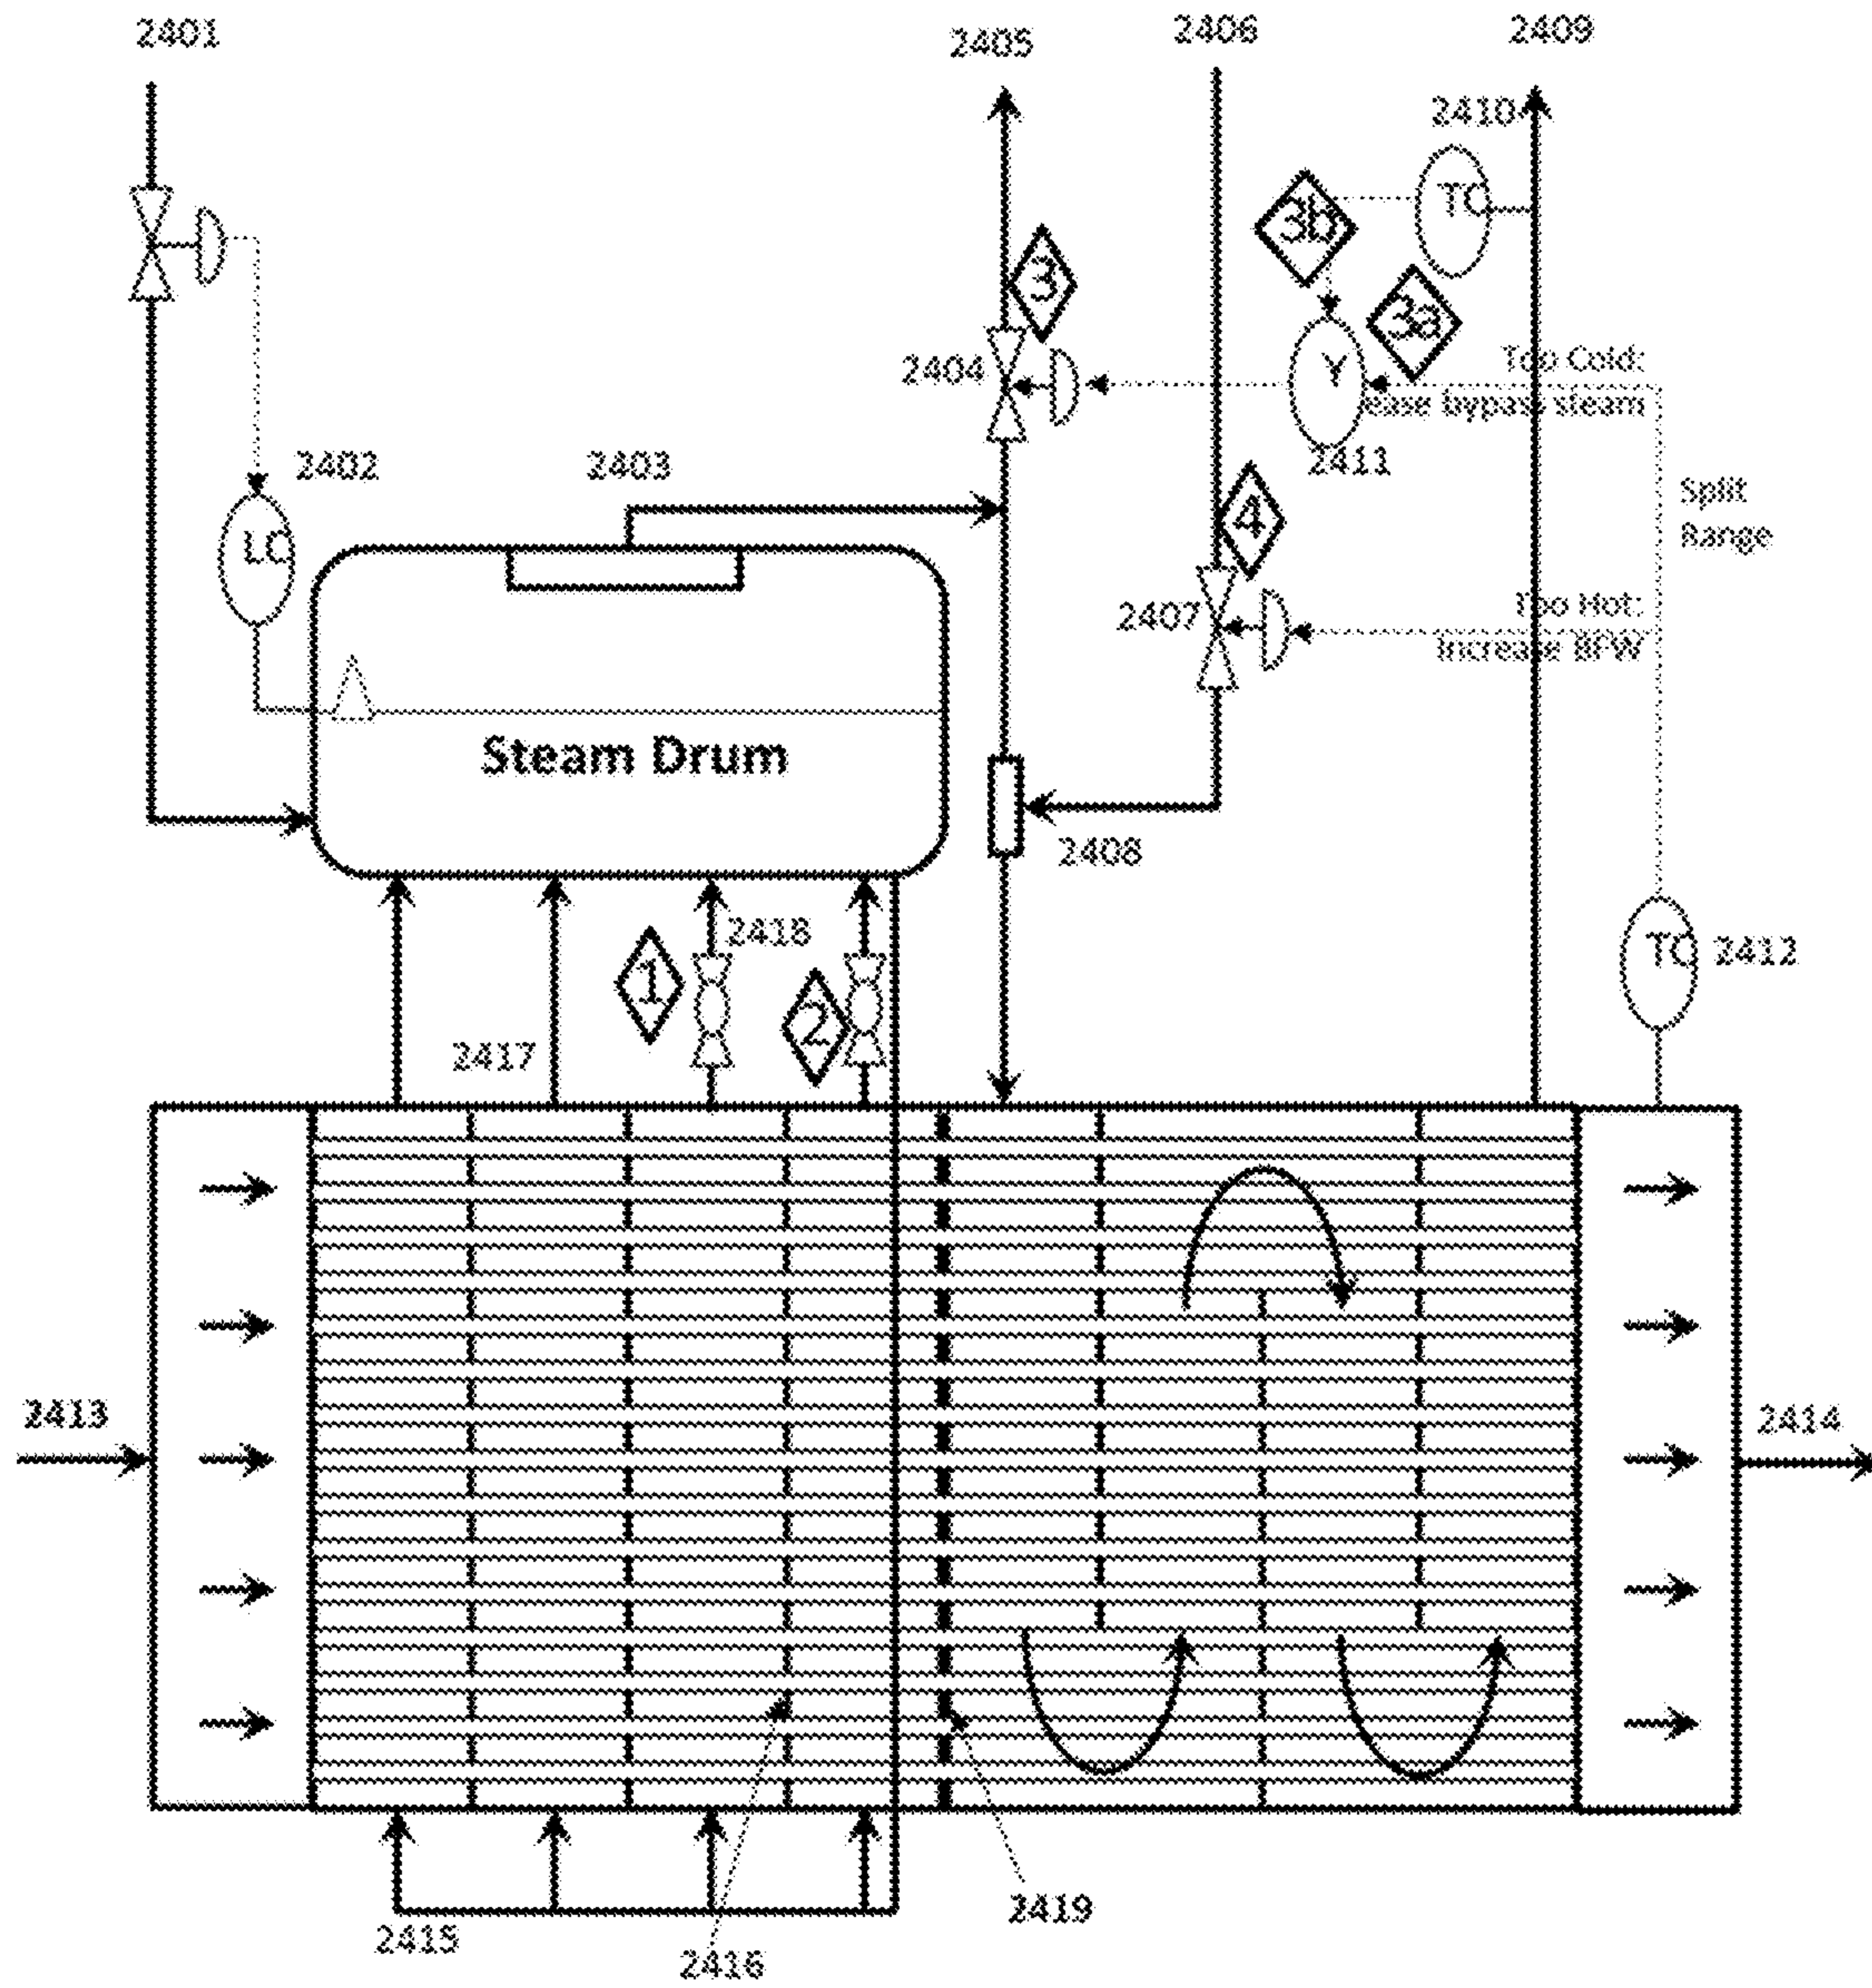 2401
2405
2406
2409
2410
TC
3b
3
3a
2404
Y
Too Cold:
ease bypass steam
2411
2402
2403
Split
Range
4
LC
2407
Too Hot:
Increase BFW
Steam Drum
2408
2418
1
2
TC 2412
2417
2413
2414
2419
2415
2416